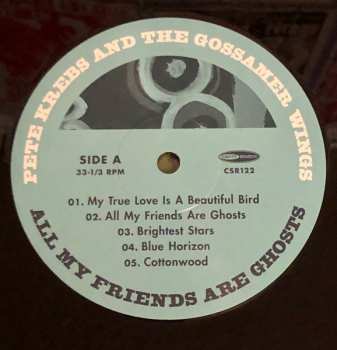 PETE KREBS AND THE GOSSAMER WINGS
SIDE A
33-1/3 RPM
CSR122
01. My True Love Is A Beautiful Bird
02. All My Friends Are Ghosts
03. Brightest Stars
04. Blue Horizon
05. Cottonwood
ALL MY FRIENDS ARE GHOSTS